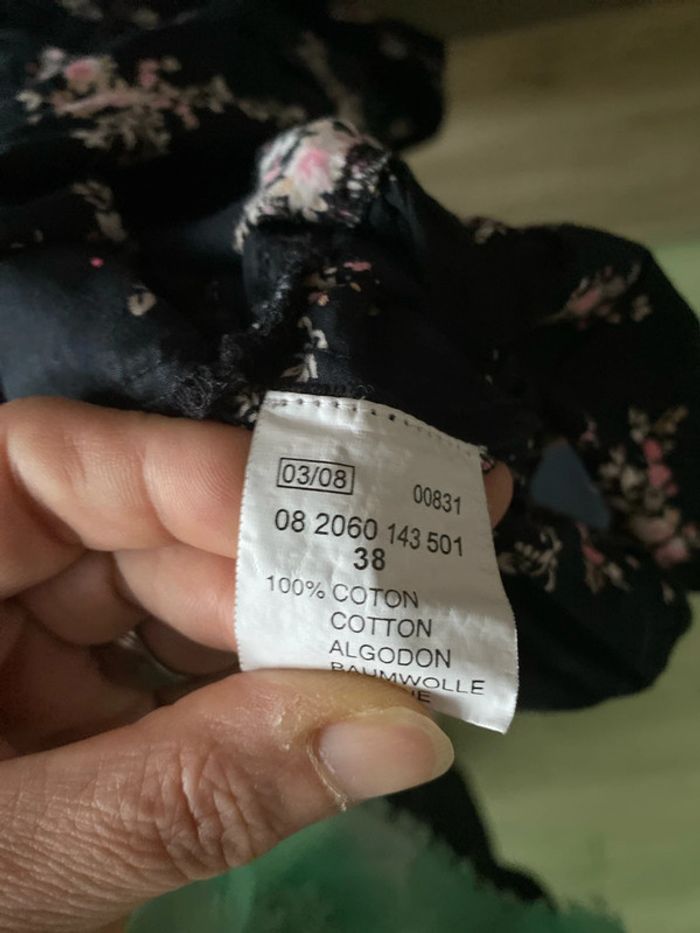 03/08
00831
08 2060 143 501
38
100% COTON
COTTON
ALGODON
BAUMWOLLE